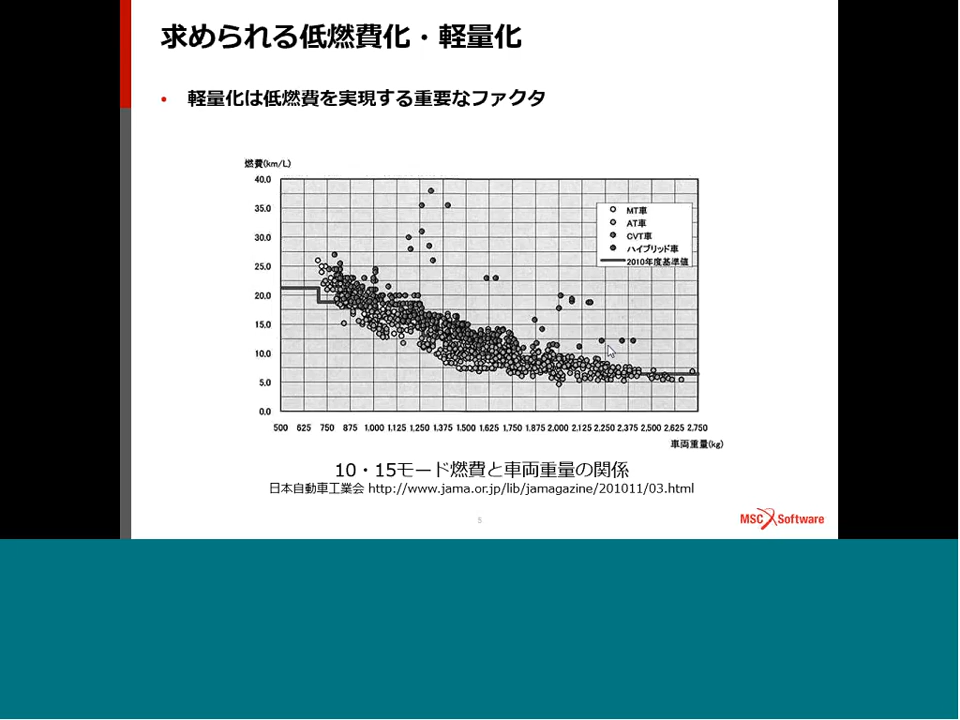 求められる低燃費化・軽量化
• 軽量化は低燃費を実現する重要なファクタ
燃費(km/L)
40.0
35.0
30.0
25.0
20.0
15.0
10.0
5.0
0.0
MT車
AT車
CVT車
ハイブリッド車
2010年度基準値
500 625 750 875 1,000 1,125 1,250 1,375 1,500 1,625 1,750 1,875 2,000 2,125 2,250 2,375 2,500 2,625 2,750
車両重量(kg)
10・15モード燃費と車両重量の関係
日本自動車工業会 http://www.jama.or.jp/lib/jamagazine/201011/03.html
5
MSC Software